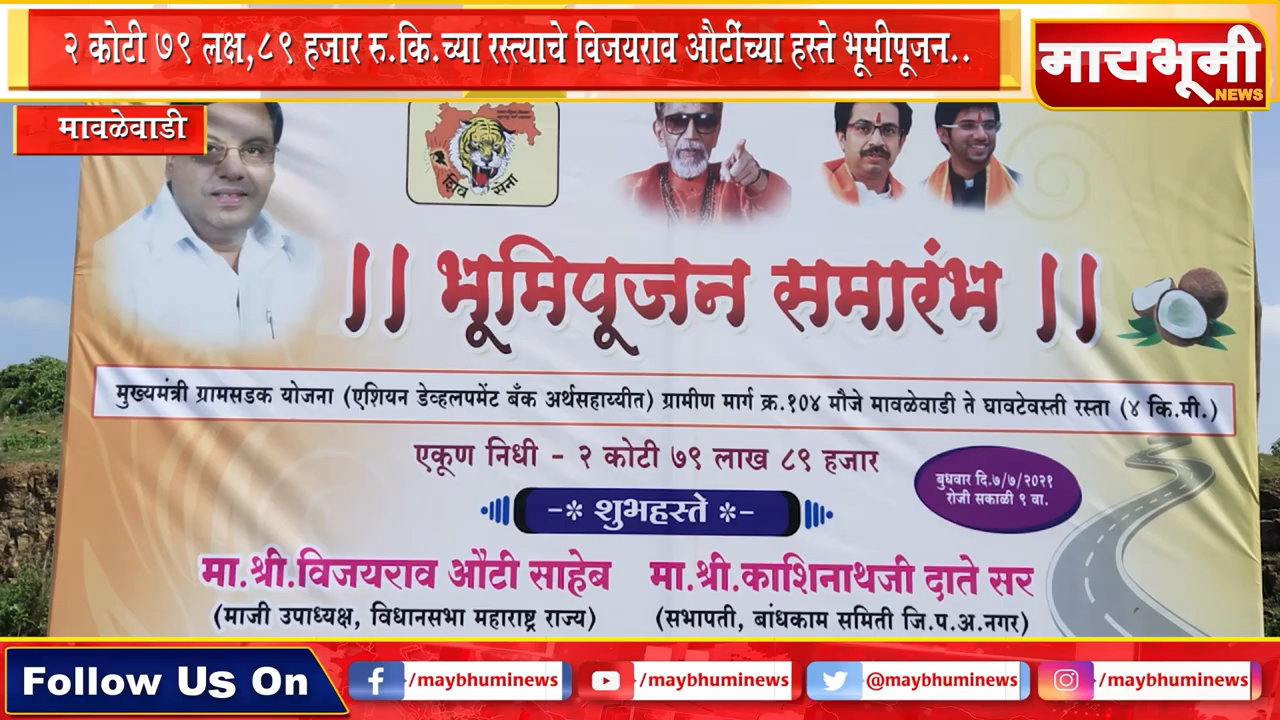 २ कोटी ७९ लक्ष,८९ हजार रु.कि.च्या रस्त्याचे विजयराव औटींच्या हस्ते भूमीपूजन..
मायभूमी
NEWS
मावळेवाडी
शिव सेना
|| भूमिपूजन समारंभ ||
मुख्यमंत्री ग्रामसडक योजना (एशियन डेव्हलपमेंट बँक अर्थसहाय्यीत) ग्रामीण मार्ग क्र.१०४ मौजे मावळेवाडी ते घावटेवस्ती रस्ता (४ कि.मी.)
एकूण निधी - २ कोटी ७९ लाख ८९ हजार
बुधवार दि.७/७/२०२१
रोजी सकाळी ९ वा.
-* शुभहस्ते *-
मा.श्री.विजयराव औटी साहेब मा.श्री.काशिनाथजी दाते सर
(माजी उपाध्यक्ष, विधानसभा महाराष्ट्र राज्य) (सभापती, बांधकाम समिती जि.प.अ.नगर)
Follow Us On /maybhuminews /maybhuminews @maybhuminews /maybhuminews